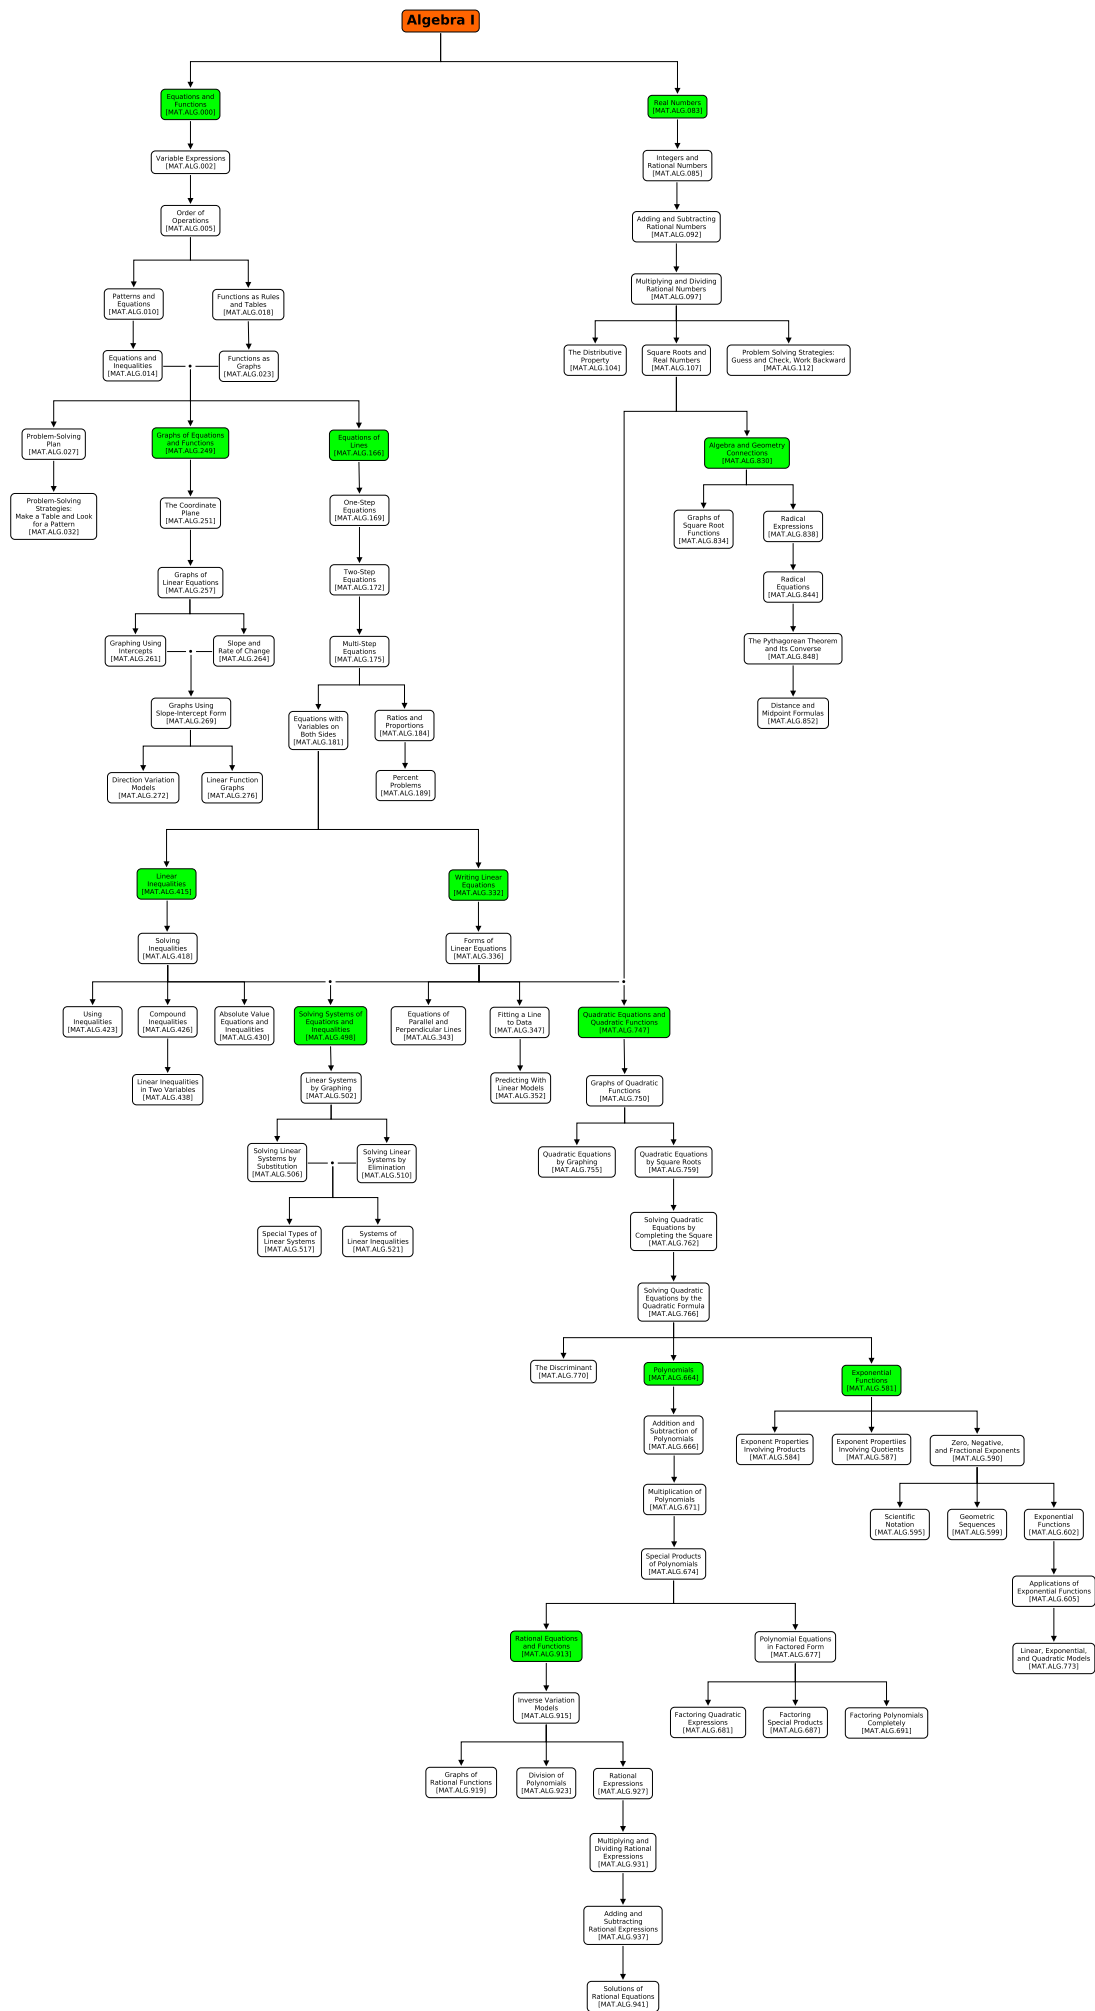 Algebra I
Equations and
Functions
[MAT.ALG.000]
Real Numbers
[MAT.ALG.083]
Variable Expressions
[MAT.ALG.002]
Integers and
Rational Numbers
[MAT.ALG.085]
Order of
Operations
[MAT.ALG.005]
Adding and Subtracting
Rational Numbers
[MAT.ALG.092]
Patterns and
Equations
[MAT.ALG.010]
Functions as Rules
and Tables
[MAT.ALG.018]
Multiplying and Dividing
Rational Numbers
[MAT.ALG.097]
Equations and
Inequalities
[MAT.ALG.014]
Functions as
Graphs
[MAT.ALG.023]
The Distributive
Property
[MAT.ALG.104]
Square Roots and
Real Numbers
[MAT.ALG.107]
Problem Solving Strategies:
Guess and Check, Work Backward
[MAT.ALG.112]
Problem-Solving
Plan
[MAT.ALG.027]
Graphs of Equations
and Functions
[MAT.ALG.249]
Equations of
Lines
[MAT.ALG.166]
Algebra and Geometry
Connections
[MAT.ALG.830]
Problem-Solving
Strategies:
Make a Table and Look
for a Pattern
[MAT.ALG.032]
The Coordinate
Plane
[MAT.ALG.251]
One-Step
Equations
[MAT.ALG.169]
Graphs of
Square Root
Functions
[MAT.ALG.834]
Radical
Expressions
[MAT.ALG.838]
Graphs of
Linear Equations
[MAT.ALG.257]
Two-Step
Equations
[MAT.ALG.172]
Radical
Equations
[MAT.ALG.844]
Graphing Using
Intercepts
[MAT.ALG.261]
Slope and
Rate of Change
[MAT.ALG.264]
Multi-Step
Equations
[MAT.ALG.175]
The Pythagorean Theorem
and Its Converse
[MAT.ALG.848]
Graphs Using
Slope-Intercept Form
[MAT.ALG.269]
Equations with
Variables on
Both Sides
[MAT.ALG.181]
Ratios and
Proportions
[MAT.ALG.184]
Distance and
Midpoint Formulas
[MAT.ALG.852]
Direction Variation
Models
[MAT.ALG.272]
Linear Function
Graphs
[MAT.ALG.276]
Percent
Problems
[MAT.ALG.189]
Linear
Inequalities
[MAT.ALG.415]
Writing Linear
Equations
[MAT.ALG.332]
Solving
Inequalities
[MAT.ALG.418]
Forms of
Linear Equations
[MAT.ALG.336]
Using
Inequalities
[MAT.ALG.423]
Compound
Inequalities
[MAT.ALG.426]
Absolute Value
Equations and
Inequalities
[MAT.ALG.430]
Solving Systems of
Equations and
Inequalities
[MAT.ALG.498]
Equations of
Parallel and
Perpendicular Lines
[MAT.ALG.343]
Fitting a Line
to Data
[MAT.ALG.347]
Quadratic Equations and
Quadratic Functions
[MAT.ALG.747]
Linear Inequalities
in Two Variables
[MAT.ALG.438]
Linear Systems
by Graphing
[MAT.ALG.502]
Predicting With
Linear Models
[MAT.ALG.352]
Graphs of Quadratic
Functions
[MAT.ALG.750]
Solving Linear
Systems by
Substitution
[MAT.ALG.506]
Solving Linear
Systems by
Elimination
[MAT.ALG.510]
Quadratic Equations
by Graphing
[MAT.ALG.755]
Quadratic Equations
by Square Roots
[MAT.ALG.759]
Special Types of
Linear Systems
[MAT.ALG.517]
Systems of
Linear Inequalities
[MAT.ALG.521]
Solving Quadratic
Equations by
Completing the Square
[MAT.ALG.762]
Solving Quadratic
Equations by the
Quadratic Formula
[MAT.ALG.766]
The Discriminant
[MAT.ALG.770]
Polynomials
[MAT.ALG.664]
Exponential
Functions
[MAT.ALG.581]
Addition and
Subtraction of
Polynomials
[MAT.ALG.666]
Exponent Properties
Involving Products
[MAT.ALG.584]
Exponent Propertiies
Involving Quotients
[MAT.ALG.587]
Zero, Negative,
and Fractional Exponents
[MAT.ALG.590]
Multiplication of
Polynomials
[MAT.ALG.671]
Scientific
Notation
[MAT.ALG.595]
Geometric
Sequences
[MAT.ALG.599]
Exponential
Functions
[MAT.ALG.602]
Special Products
of Polynomials
[MAT.ALG.674]
Applications of
Exponential Functions
[MAT.ALG.605]
Rational Equations
and Functions
[MAT.ALG.913]
Polynomial Equations
in Factored Form
[MAT.ALG.677]
Linear, Exponential,
and Quadratic Models
[MAT.ALG.773]
Inverse Variation
Models
[MAT.ALG.915]
Factoring Quadratic
Expressions
[MAT.ALG.681]
Factoring
Special Products
[MAT.ALG.687]
Factoring Polynomials
Completely
[MAT.ALG.691]
Graphs of
Rational Functions
[MAT.ALG.919]
Division of
Polynomials
[MAT.ALG.923]
Rational
Expressions
[MAT.ALG.927]
Multiplying and
Dividing Rational
Expressions
[MAT.ALG.931]
Adding and
Subtracting
Rational Expressions
[MAT.ALG.937]
Solutions of
Rational Equations
[MAT.ALG.941]